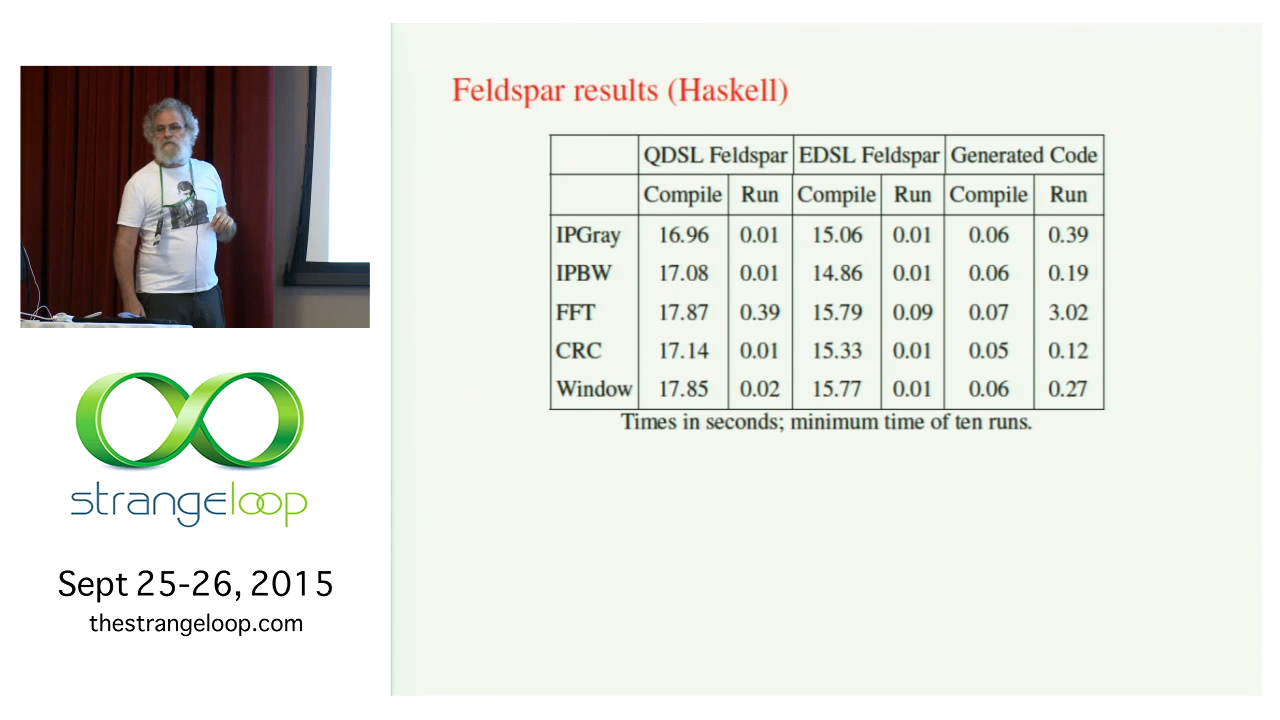 Feldspar results (Haskell)
QDSL Feldspar EDSL Feldspar Generated Code
Compile Run Compile Run Compile Run
IPGray 16.96 0.01 15.06 0.01 0.06 0.39
IPBW 17.08 0.01 14.86 0.01 0.06 0.19
FFT 17.87 0.39 15.79 0.09 0.07 3.02
CRC 17.14 0.01 15.33 0.01 0.05 0.12
Window 17.85 0.02 15.77 0.01 0.06 0.27
Times in seconds; minimum time of ten runs.
strangeloop
Sept 25-26, 2015
thestrangeloop.com